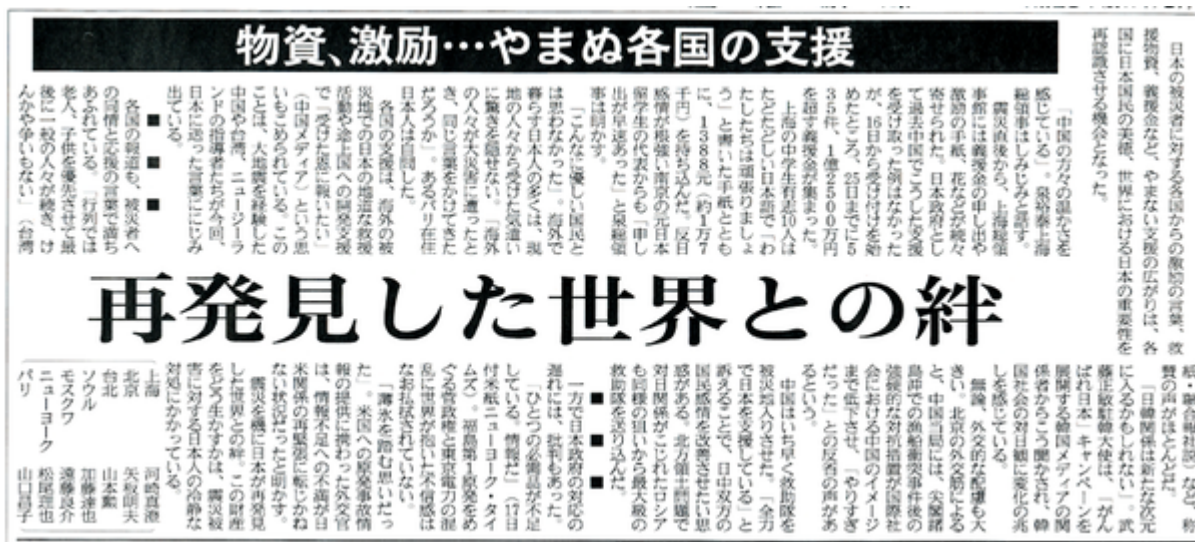 物資、激励…やまぬ各国の支援
再発見した世界との絆
日本の被災者に対する各国からの激励の言葉、救
援物資、義援金など、やまない支援の広がりは、各
国に日本国民の美徳、世界における日本の重要性を
再認識させる機会となった。
「中国の方々の温かさを
感じている」。泉裕泰上海
総領事はしみじみと話す。
震災直後から、上海総領
事館には義援金の申し出や
激励の手紙、花などが続々
寄せられた。日本政府とし
て過去中国でこうした支援
を受け取った例はなかった
が、16日から受け付けを始
めたところ、25日までに5
35件、1億2500万円
を超す義援金が集まった。
上海の中学生有志10人は
たどたどしい日本語で「わ
たしたちは頑張りましょ
う」と書いた手紙ととも
に、1388元（約1万7
千円）を持ち込んだ。反日
感情が根強い南京の元日本
留学生の代表からも「申し
出が早速あった」と泉総領
事は明かす。
「こんなに優しい国民と
は思わなかった」。海外で
暮らす日本人の多くは、現
地の人々から受けた気遣い
に驚きを隠せない。「海外
の人々が大災害に遭ったと
き、同じ言葉をかけてきた
だろうか」。あるパリ在住
日本人は自問した。
各国の支援は、海外の被
災地での日本の地道な救援
活動や途上国への開発支援
で「受けた恩に報いたい」
（中国メディア）という思
いもこめられている。この
ことは、大地震を経験した
中国や台湾、ニュージーラ
ンドの指導者たちが今回、
日本に送った言葉ににじみ
出ている。
■ ■ ■
各国の報道も、被災者へ
の同情と応援の言葉で満ち
あふれている。「行列では
老人、子供を優先させて最
後に一般の人々が続き、け
んかや争いもない」（台湾
紙・聯合報社説）など、称
賛の声がほとんどだ。
「日韓関係は新たな次元
に入るかもしれない」。武
藤正敏駐韓大使は、「がん
ばれ日本」キャンペーンを
展開する韓国メディアの関
係者からこう聞かされ、韓
国社会の対日観に変化の兆
しを感じている。
無論、外交的な配慮も大
きい。北京の外交筋による
と、中国当局には、尖閣諸
島沖での漁船衝突事件後の
強硬的な対抗措置が国際社
会における中国のイメージ
まで低下させ、「やりすぎ
だった」との反省の声があ
るという。
中国はいち早く救助隊を
被災地入りさせた。「全力
で日本を支援している」と
訴えることで、日中双方の
国民感情を改善させたい思
惑がある。北方領土問題で
対日関係がこじれたロシア
も同様の狙いから最大級の
救助隊を送り込んだ。
■ ■ ■
一方で日本政府の対応の
遅れには、批判もあった。
「ひとつの必需品が不足
している。情報だ」（17日
付米紙ニューヨーク・タイ
ムズ）。福島第1原発をめ
ぐる菅政権と東京電力の混
乱に世界が抱いた不信感は
なお払拭されていない。
「薄氷を踏む思いだっ
た」。米国への原発事故情
報の提供に携わった外交官
は、情報不足への不満が日
米関係の再緊張に転じかね
ない状況だったと明かす。
震災を機に日本が再発見
した世界との絆。この財産
をどう生かすかは、震災被
害に対する日本人の冷静な
対処にかかっている。
上海 河崎真澄
北京 矢板明夫
台北 山本勲
ソウル 加藤達也
モスクワ 遠藤良介
ニューヨーク 松尾理也
パリ 山口昌子